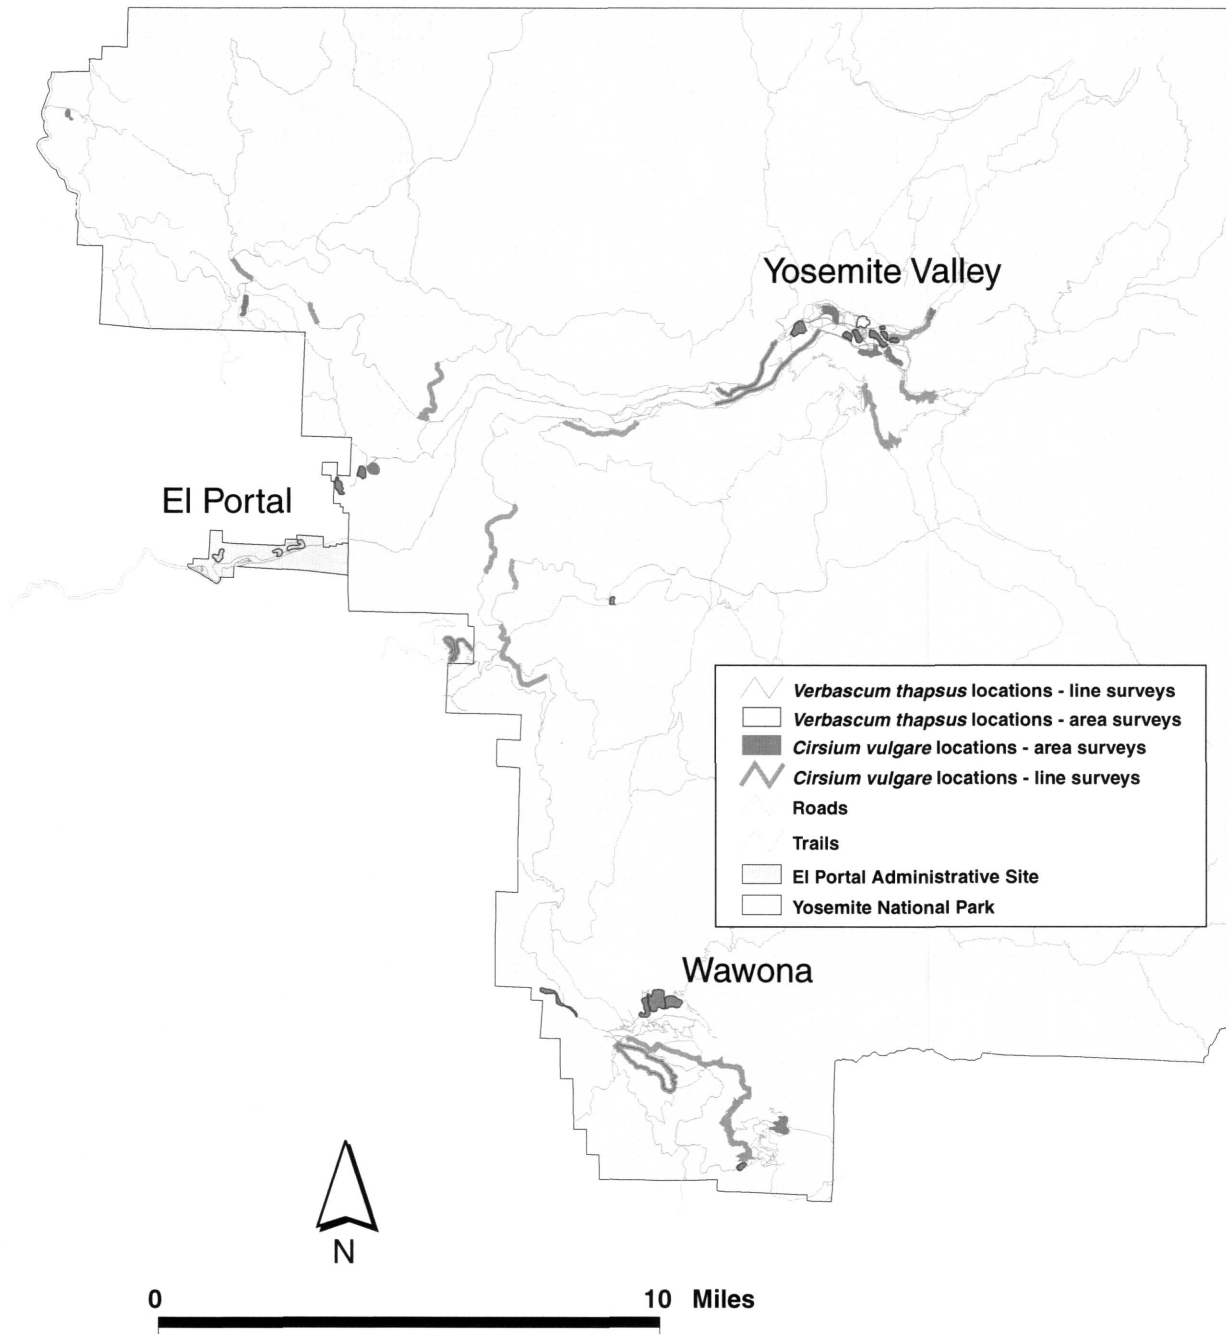 Yosemite Valley
El Portal
Verbascum thapsus locations - line surveys
Verbascum thapsus locations - area surveys
Cirsium vulgare locations - area surveys
Cirsium vulgare locations - line surveys
Roads
Trails
El Portal Administrative Site
Yosemite National Park
Wawona
N
0 10 Miles